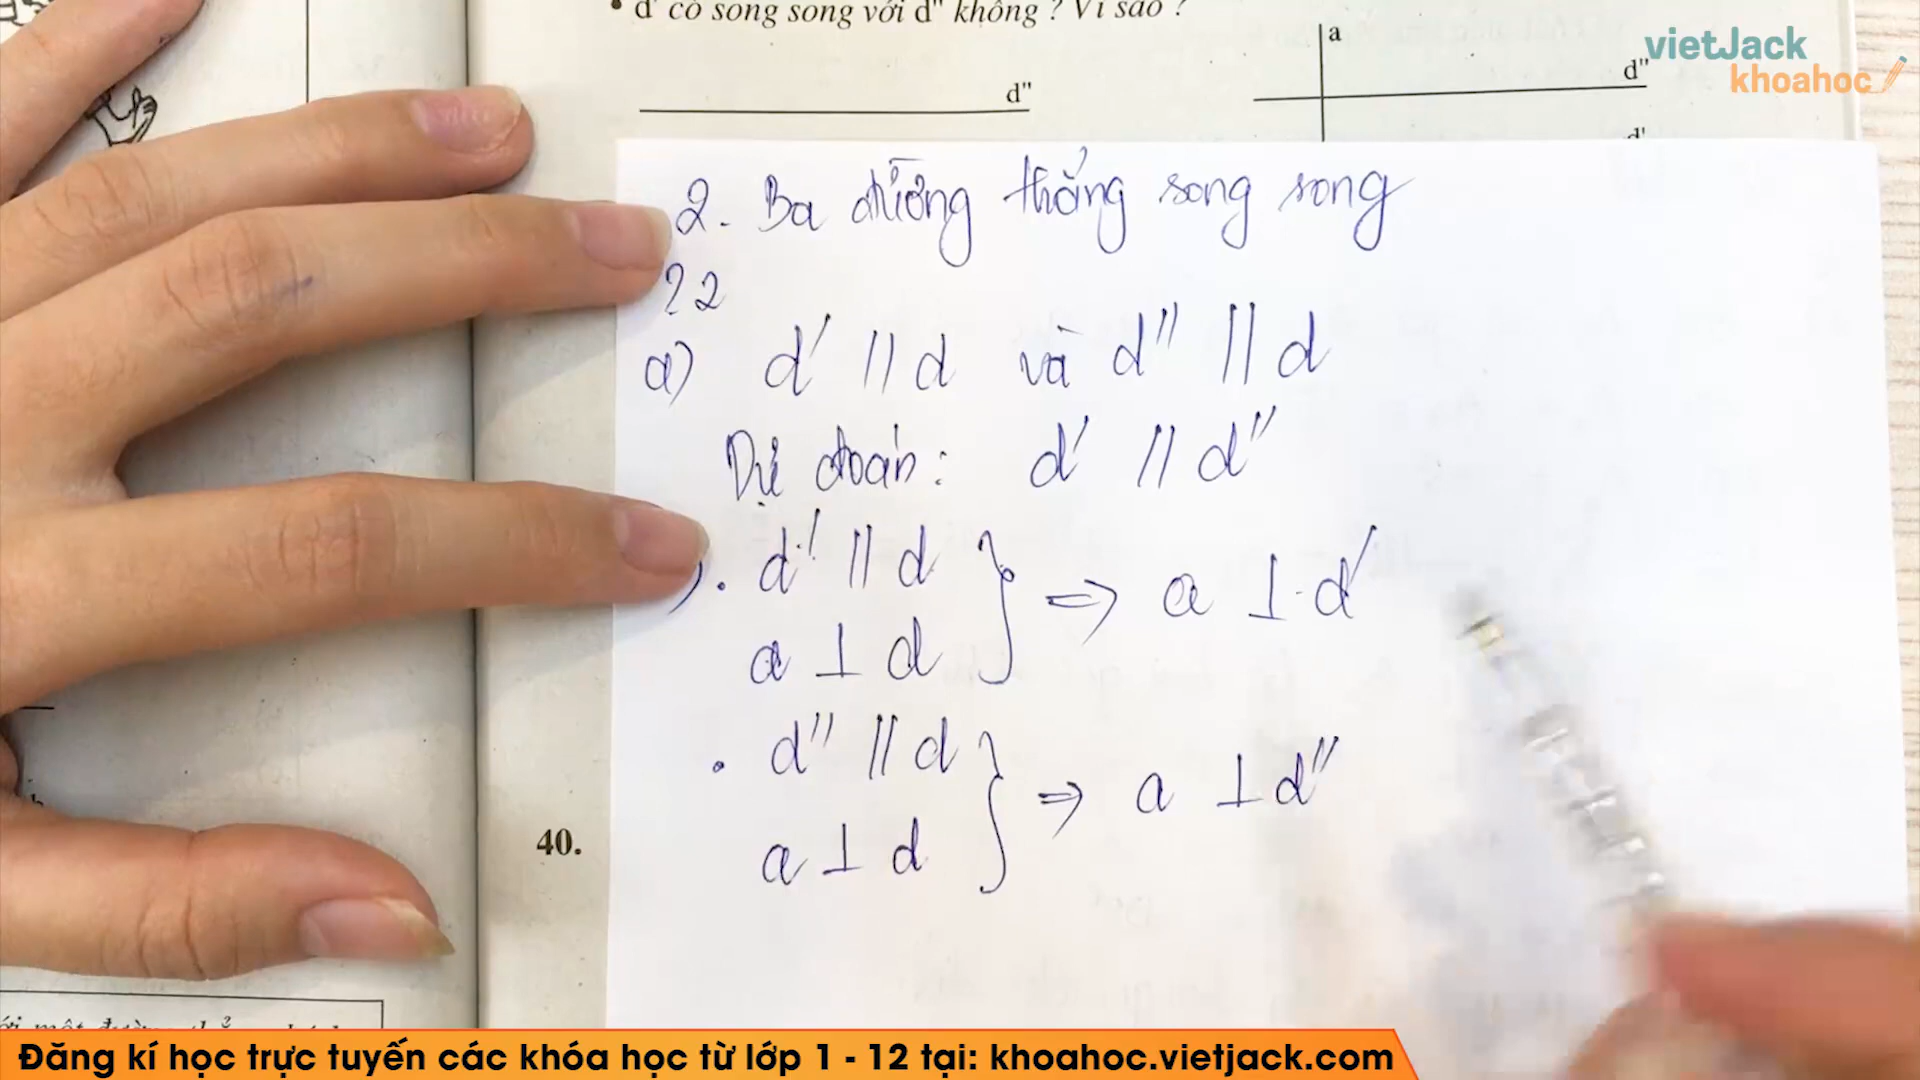 d' có song song với d" không ? Vì sao ?
a
d"
d"
d'
vietJack
khoahoc
2. Ba đường thẳng song song
?2
a) d' // d và d'' // d
Dự đoán: d' // d''
). d' // d
a ⊥ d } => a ⊥ d'
. d'' // d
a ⊥ d } => a ⊥ d''
40.
Đăng kí học trực tuyến các khóa học từ lớp 1 - 12 tại: khoahoc.vietjack.com